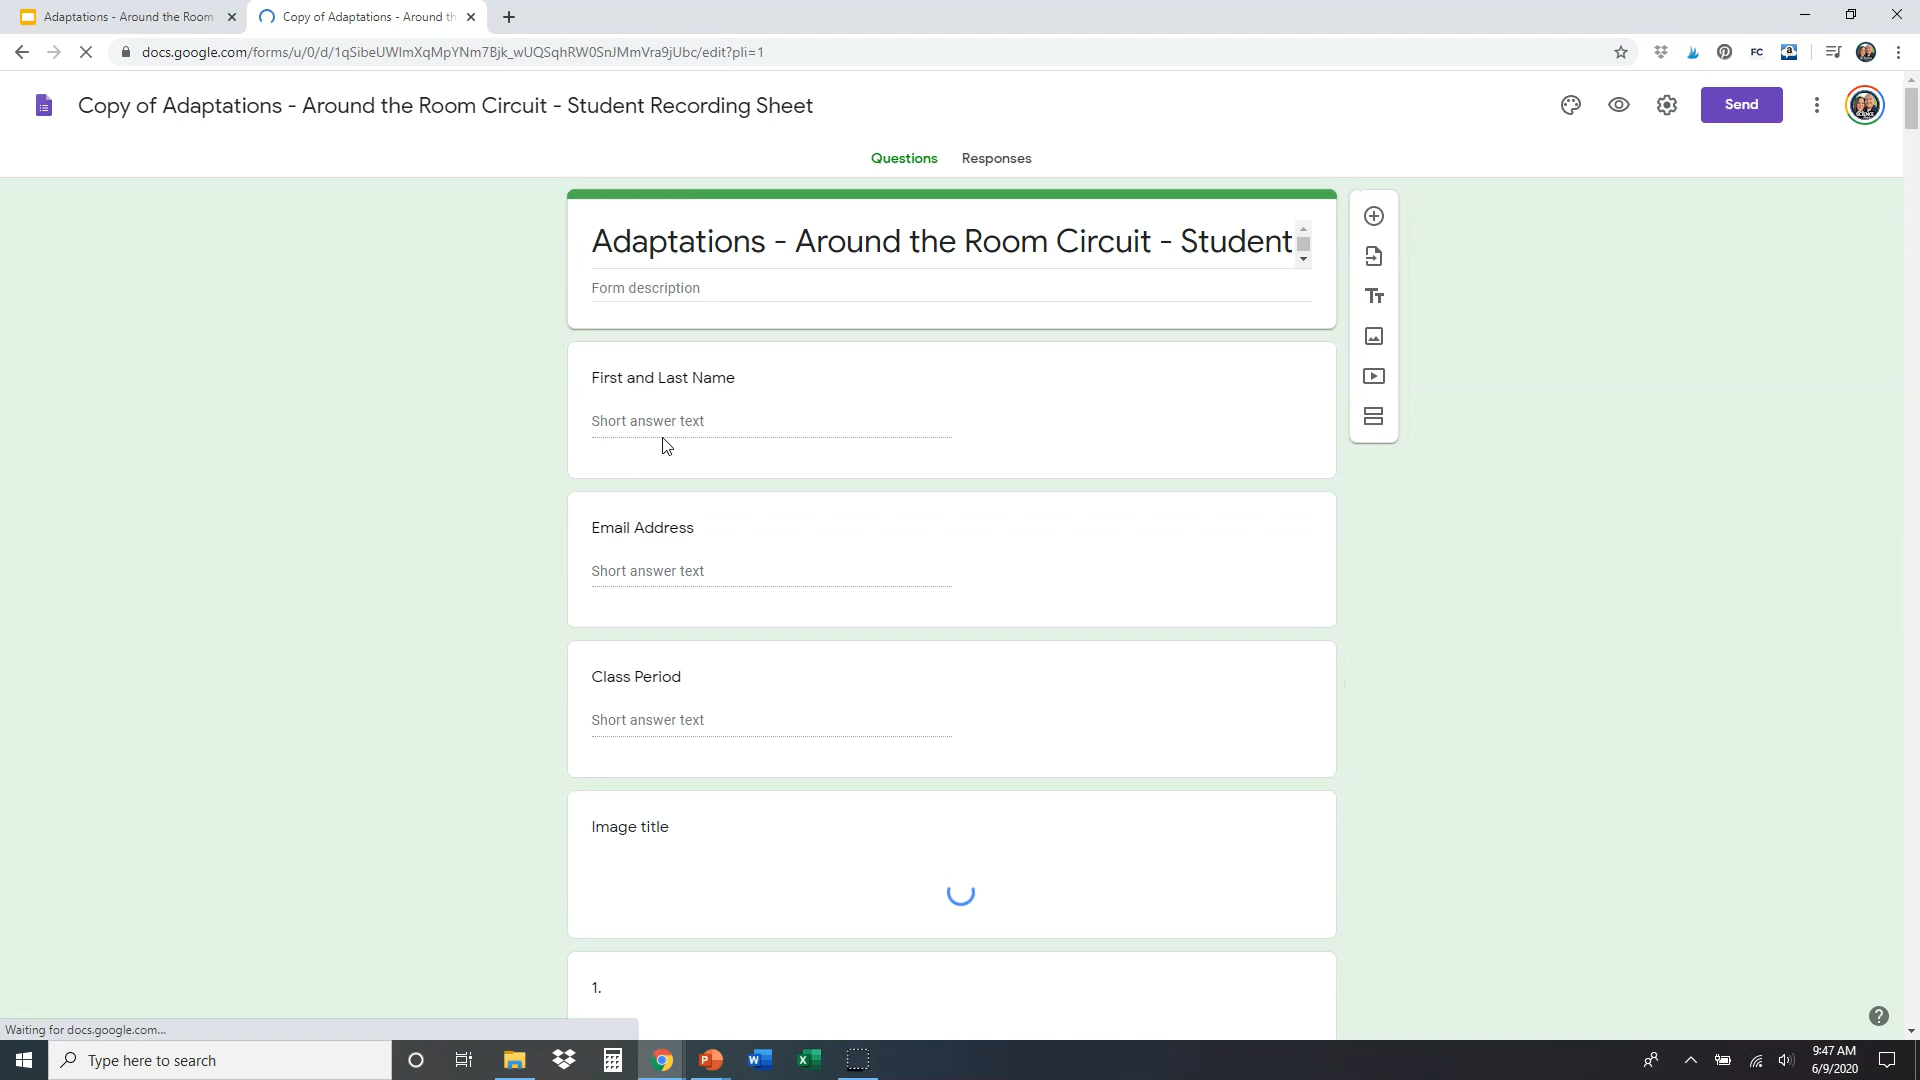 Adaptations - Around the Room
Copy of Adaptations - Around th
docs.google.com/forms/u/0/d/1qSibeUWlmXqMpYNm7Bjk_wUQSqhRW0SnJMmVra9jUbc/edit?pli=1
FC
a
Copy of Adaptations - Around the Room Circuit - Student Recording Sheet
Send
Questions
Responses
Adaptations - Around the Room Circuit - Student
Form description
First and Last Name
Short answer text
Email Address
Short answer text
Class Period
Short answer text
Image title
1.
Waiting for docs.google.com...
Type here to search
9:47 AM
6/9/2020